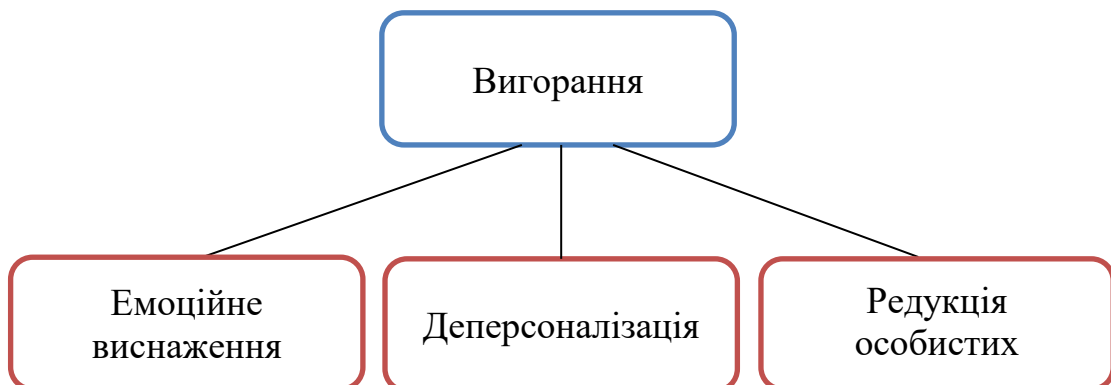 Вигорання
Емоційне
виснаження
Деперсоналізація
Редукція
особистих